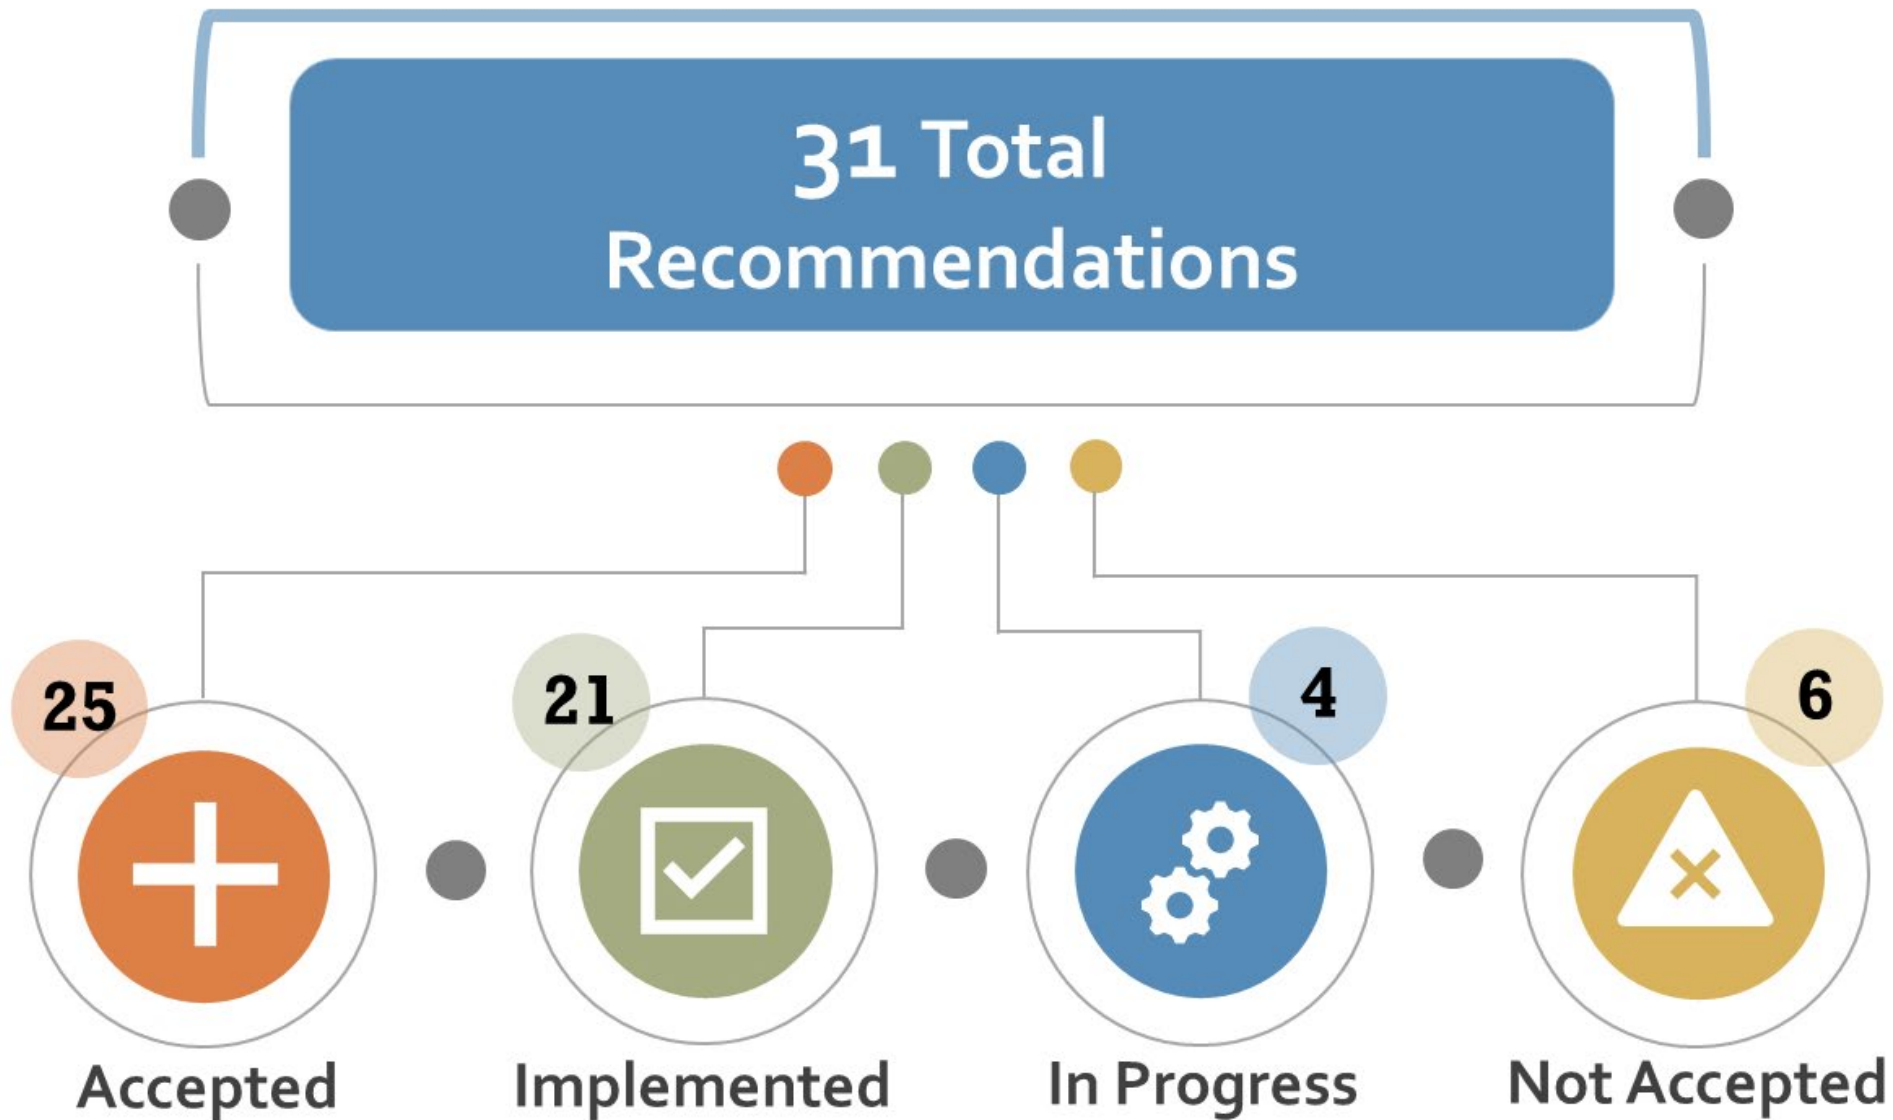 31 Total
Recommendations
25
21
4
6
Accepted
Implemented
In Progress
Not Accepted